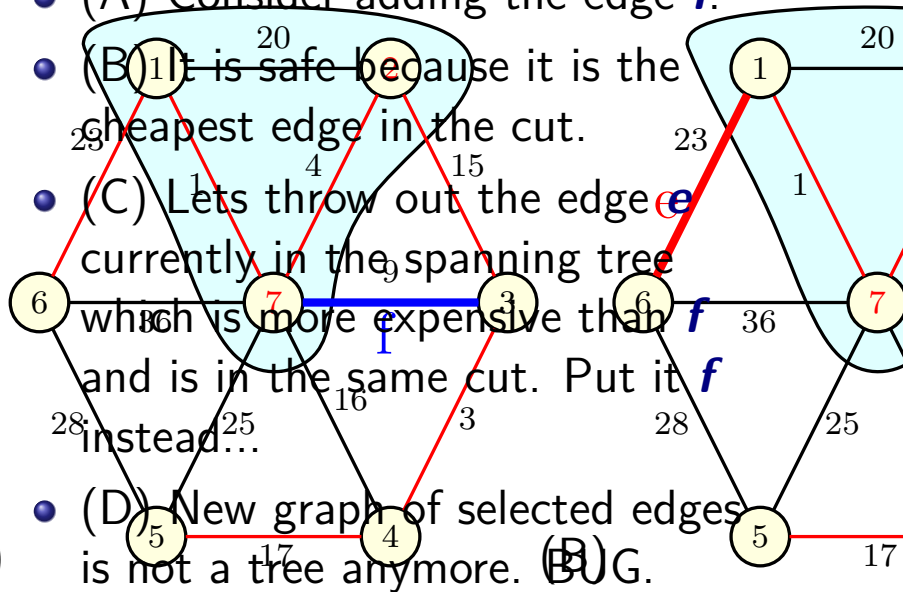 (A) Consider adding the edge f.
(B) It is safe because it is the
cheapest edge in the cut.
(C) Lets throw out the edge e
currently in the spanning tree
which is more expensive than f
and is in the same cut. Put it f
instead...
(D) New graph of selected edges
is not a tree anymore. BUG.
20
1
2
23
1
4
15
9
6
7
3
36
f
16
28
25
3
5
4
17
(B)
20
1
23
1
e
6
7
36
28
25
5
17